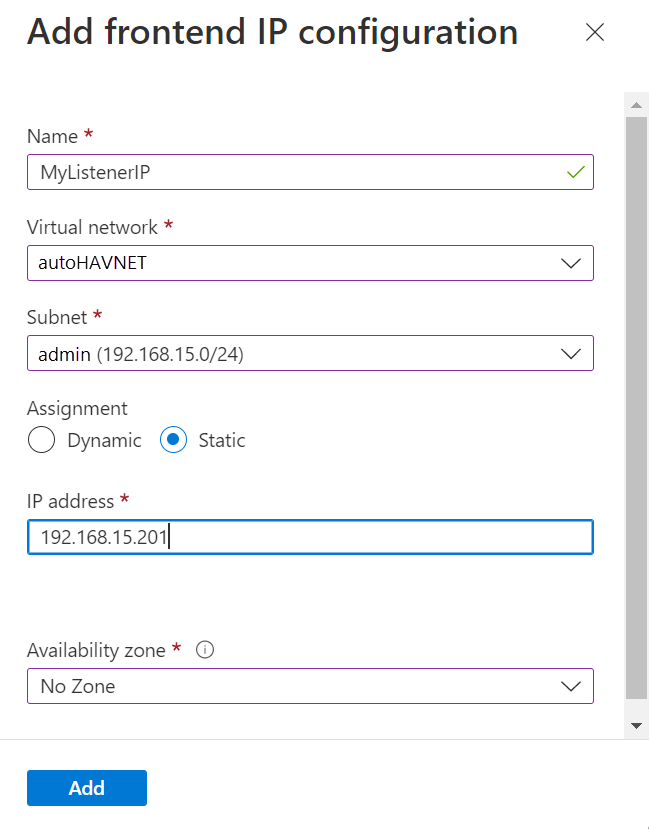 Add frontend IP configuration
Name *
MyListenerIP
Virtual network *
autoHAVNET
Subnet *
admin (192.168.15.0/24)
Assignment
Dynamic Static
IP address *
192.168.15.201
Availability zone *
No Zone
Add